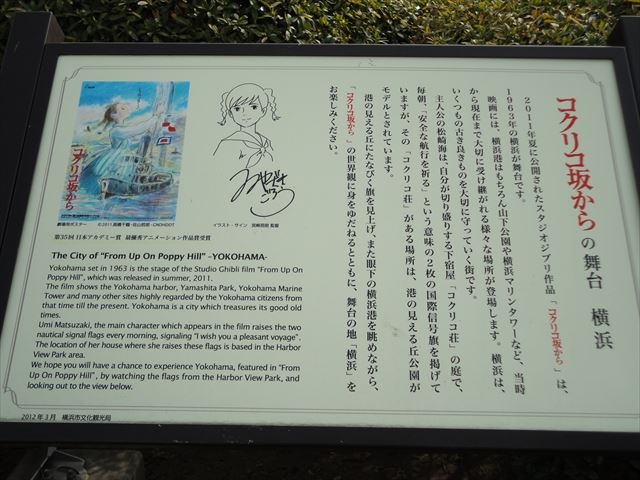 コクリコ坂からの舞台 横浜
2011年夏に公開されたスタジオジブリ作品「コクリコ坂から」は、
1963年の横浜が舞台です。
映画には、横浜港はもちろん山下公園や横浜マリンタワーなど、当時
から現在まで大切に受け継がれる様々な場所が登場します。横浜は、
いくつもの古き良きものを大切に守っていく街です。
主人公の松崎海は、自分が切り盛りする下宿屋「コクリコ荘」の庭で、
毎朝、「安全な航行を祈る」という意味の2枚の国際信号旗を掲げて
いますが、その「コクリコ荘」がある場所は、港の見える丘公園が
モデルとされています。
港の見える丘にたなびく旗を見上げ、また眼下の横浜港を眺めながら、
「コクリコ坂から」の世界観に身をゆだねるとともに、舞台の地「横浜」を
お楽しみください。
コクリコ坂から
劇場用ポスター
©2011 高橋千鶴・佐山哲郎・GNDHDDT
イラスト・サイン 宮崎吾朗 監督
第35回 日本アカデミー賞 最優秀アニメーション作品賞受賞
The City of "From Up On Poppy Hill" -YOKOHAMA-
Yokohama set in 1963 is the stage of the Studio Ghibli film "From Up On
Poppy Hill", which was released in summer, 2011.
The film shows the Yokohama harbor, Yamashita Park, Yokohama Marine
Tower and many other sites highly regarded by the Yokohama citizens from
that time till the present. Yokohama is a city which treasures its good old
times.
Umi Matsuzaki, the main character which appears in the film raises the two
nautical signal flags every morning, signaling "I wish you a pleasant voyage".
The location of her house where she raises these flags is based in the Harbor
View Park area.
We hope you will have a chance to experience Yokohama, featured in "From
Up On Poppy Hill", by watching the flags from the Harbor View Park, and
looking out to the view below.
2012年3月 横浜市文化観光局